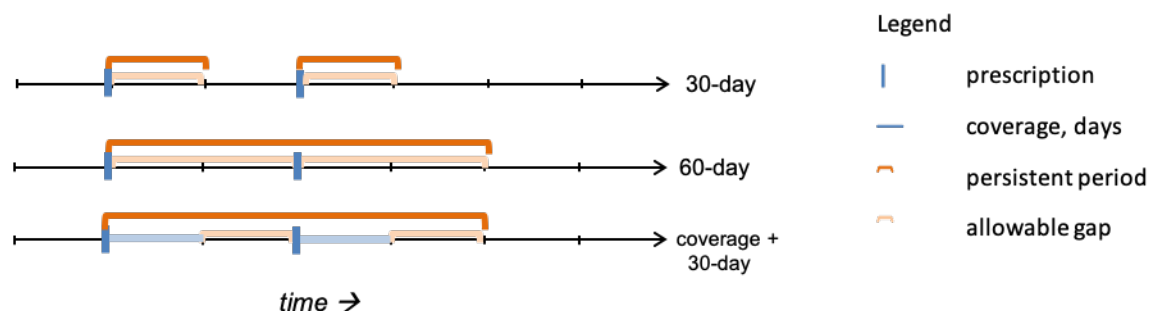 Legend
prescription
coverage, days
persistent period
allowable gap
30-day
60-day
coverage +
30-day
time →